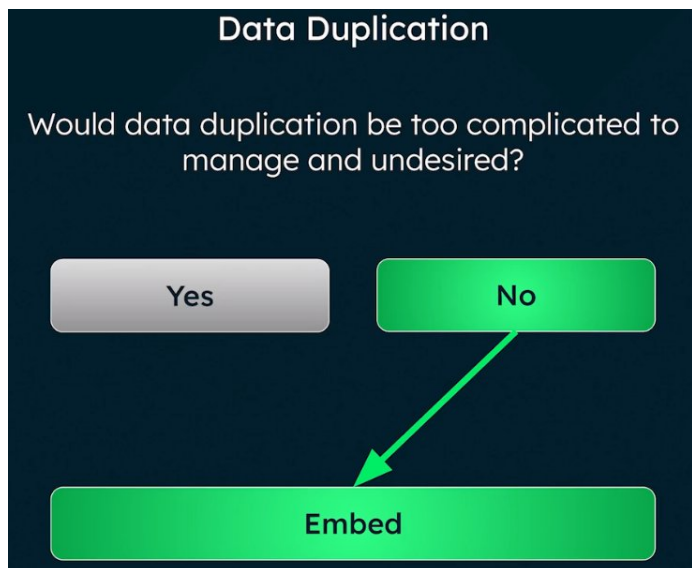 Data Duplication
Would data duplication be too complicated to
manage and undesired?
Yes
No
Embed